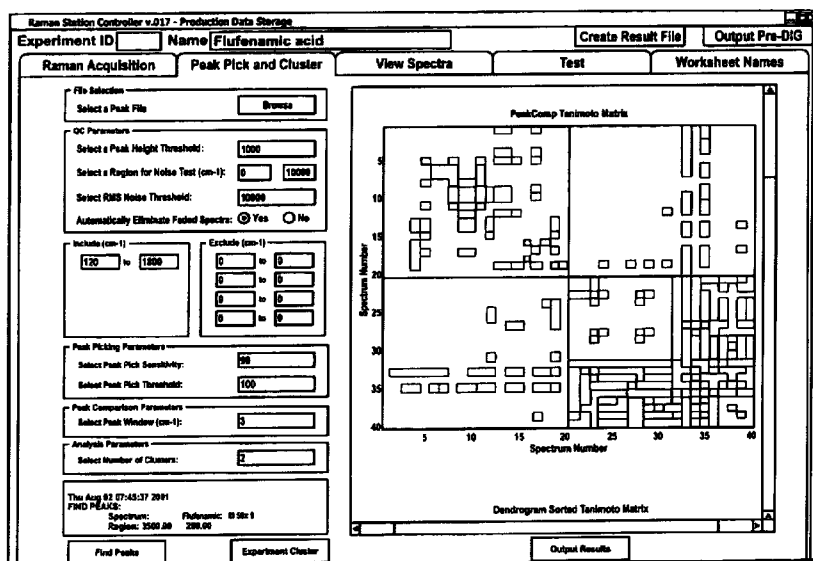 Raman Station Controller v.017 - Production Data Storage
Experiment ID Name Flufenamic acid Create Result File Output Pre-DIG
Raman Acquisition Peak Pick and Cluster View Spectra Test Worksheet Names
File Selection
Select a Peak File Browse
QC Parameters
Select a Peak Height Threshold: 1000
Select a Region for Noise Test (cm-1): 0 10000
Select RMS Noise Threshold: 10000
Automatically Eliminate Faded Spectra: Yes No
Include (cm-1) Exclude (cm-1)
120 to 1800 0 to 0
0 to 0
0 to 0
0 to 0
Peak Picking Parameters
Select Peak Pick Sensitivity: 98
Select Peak Pick Threshold: 100
Peak Comparison Parameters
Select Peak Window (cm-1): 3
Analysis Parameters
Select Number of Clusters: 2
Thu Aug 02 07:45:37 2001
FIND PEAKS:
Spectrum: Flufenamic:
Region: 3500.00 200.00
Find Peaks Experiment Cluster
PeakComp Tanimoto Matrix
Spectrum Number
5
10
15
20
25
30
35
40
5 10 15 20 25 30 35 40
Spectrum Number
Dendrogram Sorted Tanimoto Matrix
Output Results